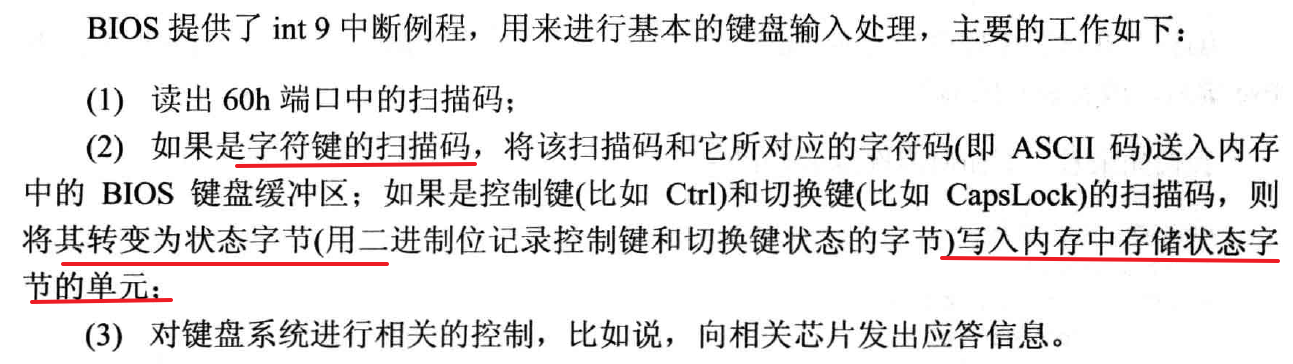 BIOS 提供了 int 9 中断例程，用来进行基本的键盘输入处理，主要的工作如下：
(1) 读出 60h 端口中的扫描码；
(2) 如果是字符键的扫描码，将该扫描码和它所对应的字符码(即 ASCII 码)送入内存
中的 BIOS 键盘缓冲区；如果是控制键(比如 Ctrl)和切换键(比如 CapsLock)的扫描码，则
将其转变为状态字节(用二进制位记录控制键和切换键状态的字节)写入内存中存储状态字
节的单元；
(3) 对键盘系统进行相关的控制，比如说，向相关芯片发出应答信息。